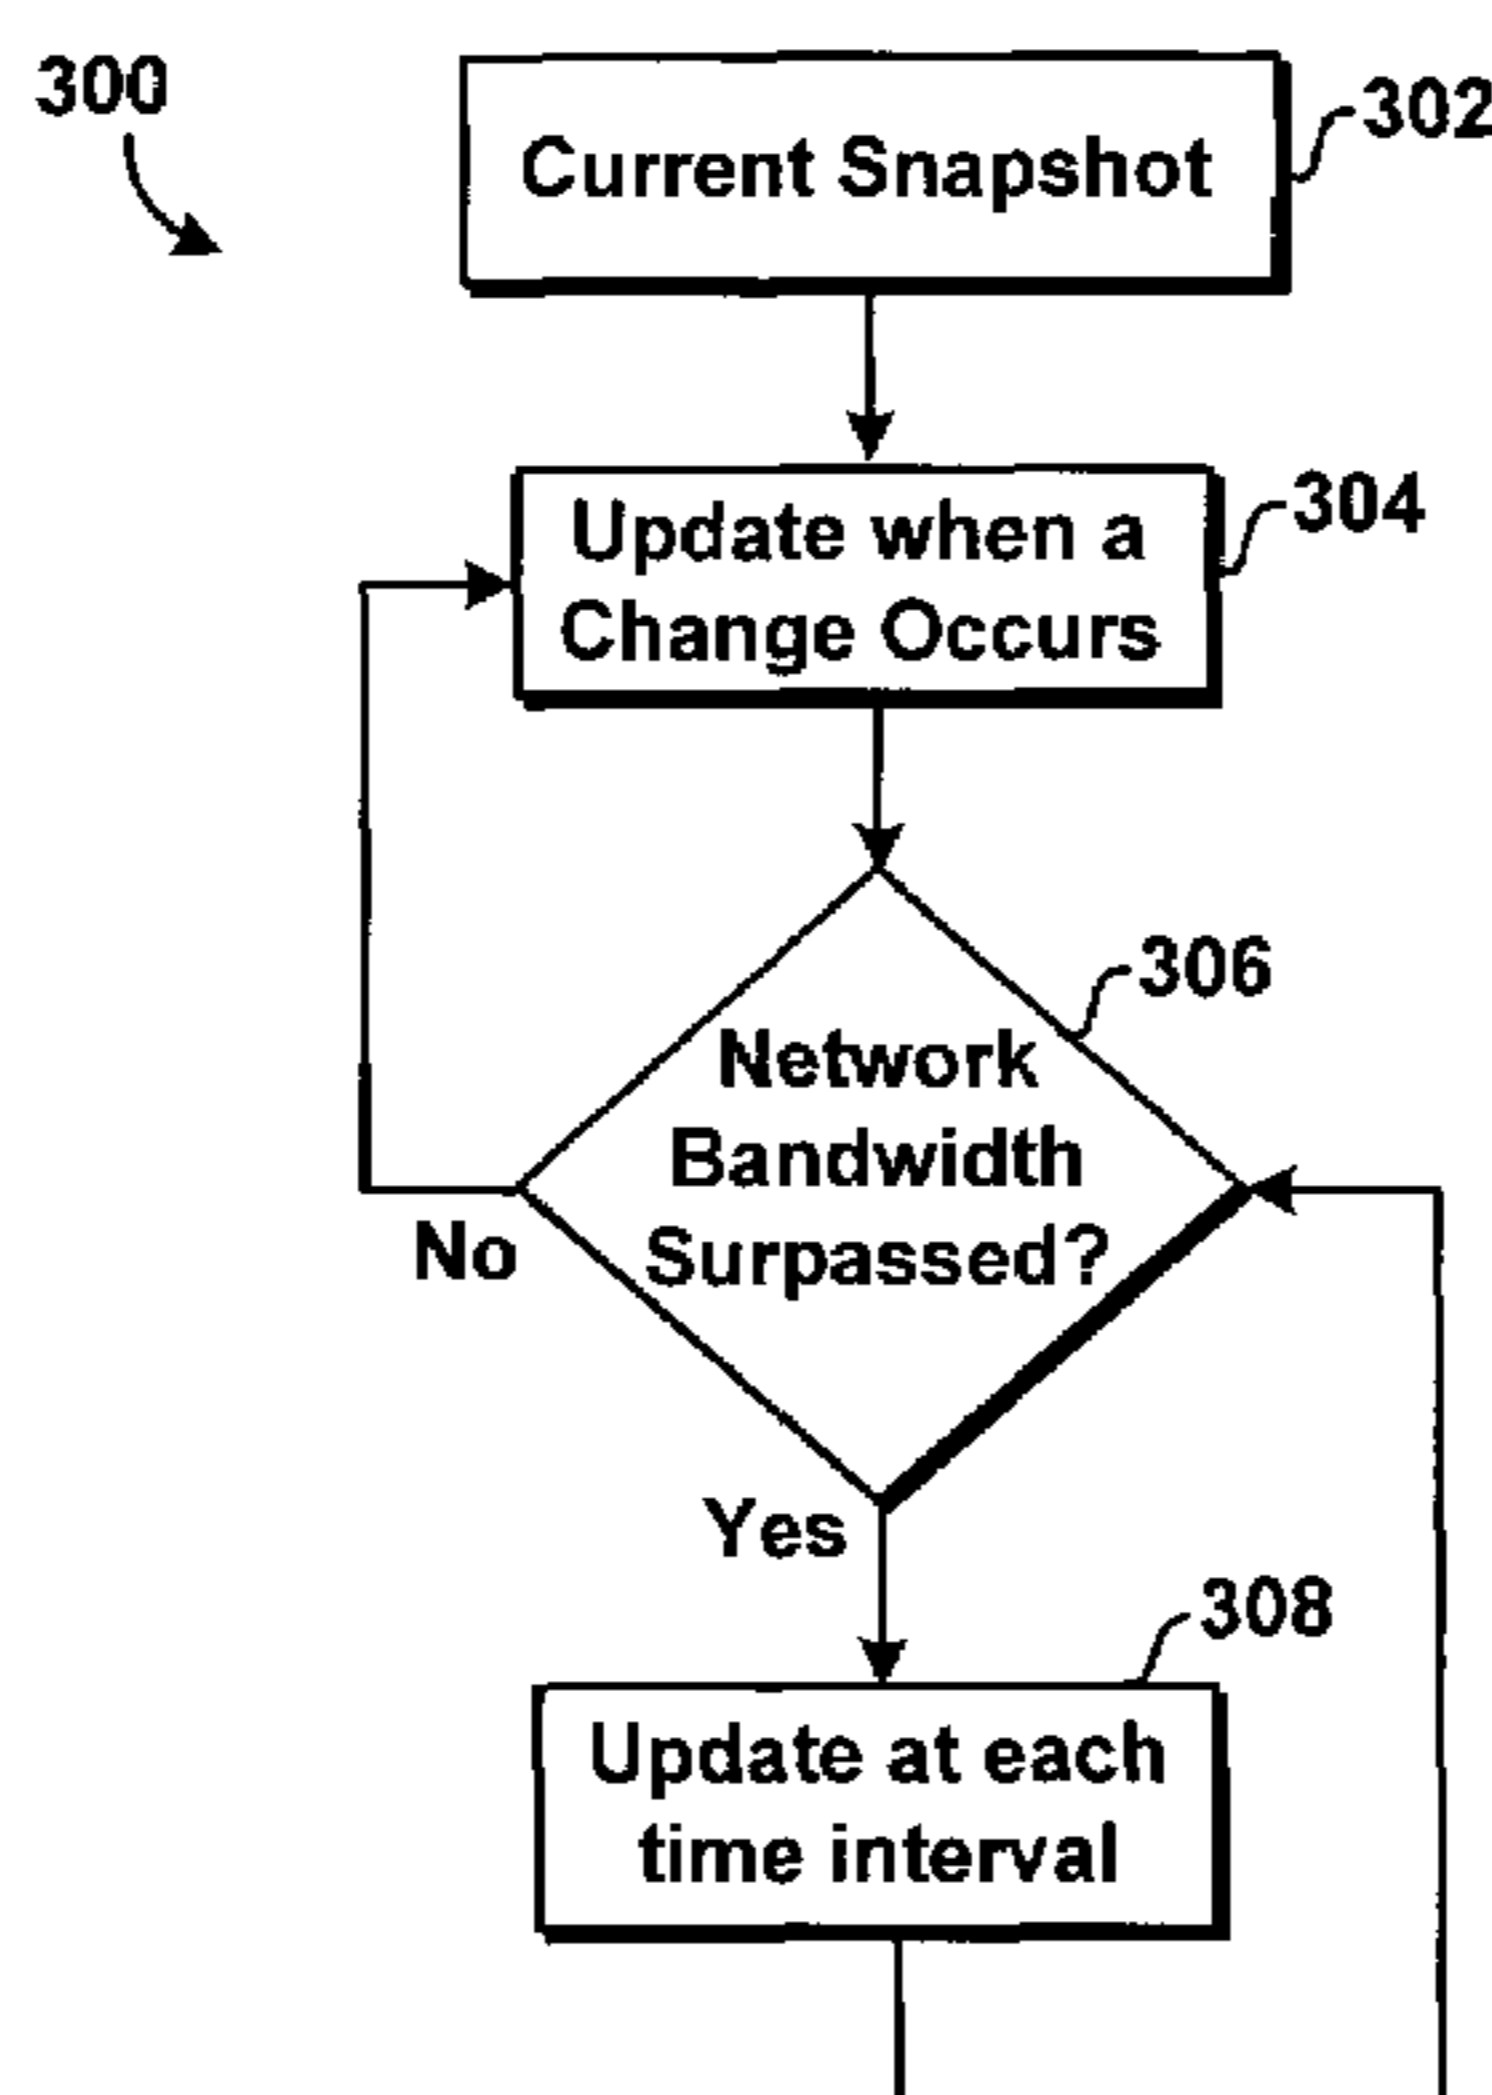 300
Current Snapshot
302
Update when a
Change Occurs
304
306
Network
Bandwidth
Surpassed?
No
Yes
308
Update at each
time interval